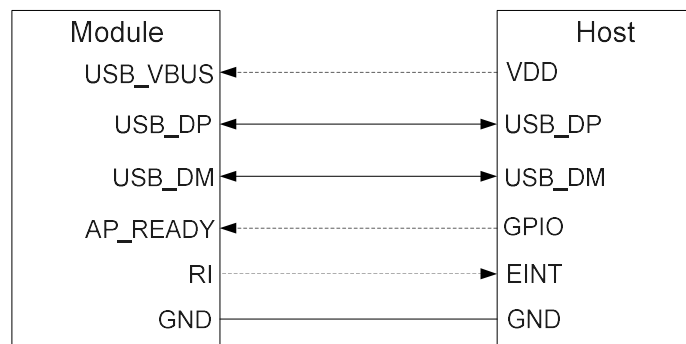 Module Host
USB_VBUS VDD
USB_DP USB_DP
USB_DM USB_DM
AP_READY GPIO
RI EINT
GND GND